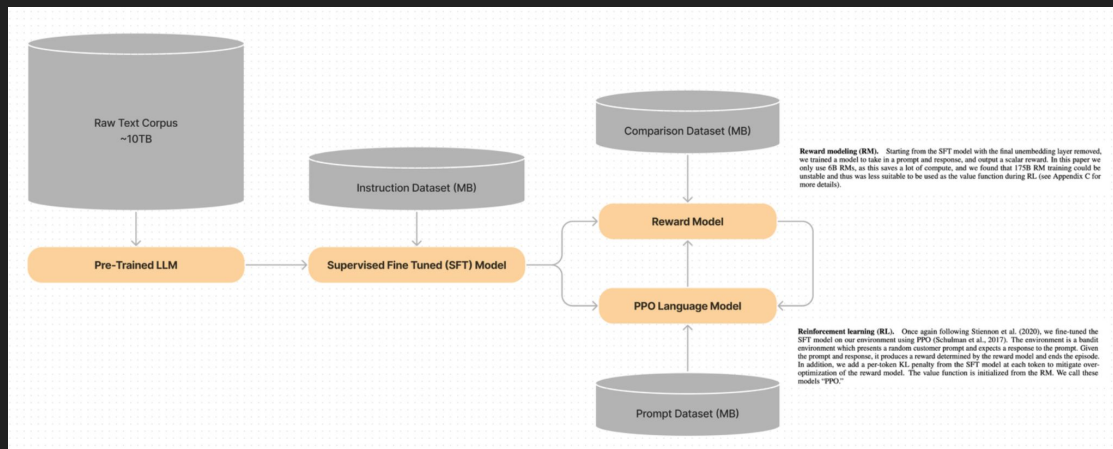 Raw Text Corpus
~10TB
Comparison Dataset (MB)
Reward modeling (RM). Starting from the SFT model with the final unembedding layer removed,
we trained a model to take in a prompt and response, and output a scalar reward. In this paper we
only use 6B RMs, as this saves a lot of compute, and we found that 175B RM training could be
unstable and thus was less suitable to be used as the value function during RL (see Appendix C for
more details).
Instruction Dataset (MB)
Reward Model
Pre-Trained LLM
Supervised Fine Tuned (SFT) Model
PPO Language Model
Reinforcement learning (RL). Once again following Stiennon et al. (2020), we fine-tuned the
SFT model on our environment using PPO (Schulman et al., 2017). The environment is a bandit
environment which presents a random customer prompt and expects a response to the prompt. Given
the prompt and response, it produces a reward determined by the reward model and ends the episode.
In addition, we add a per-token KL penalty from the SFT model at each token to mitigate over-
optimization of the reward model. The value function is initialized from the RM. We call these
models “PPO.”
Prompt Dataset (MB)